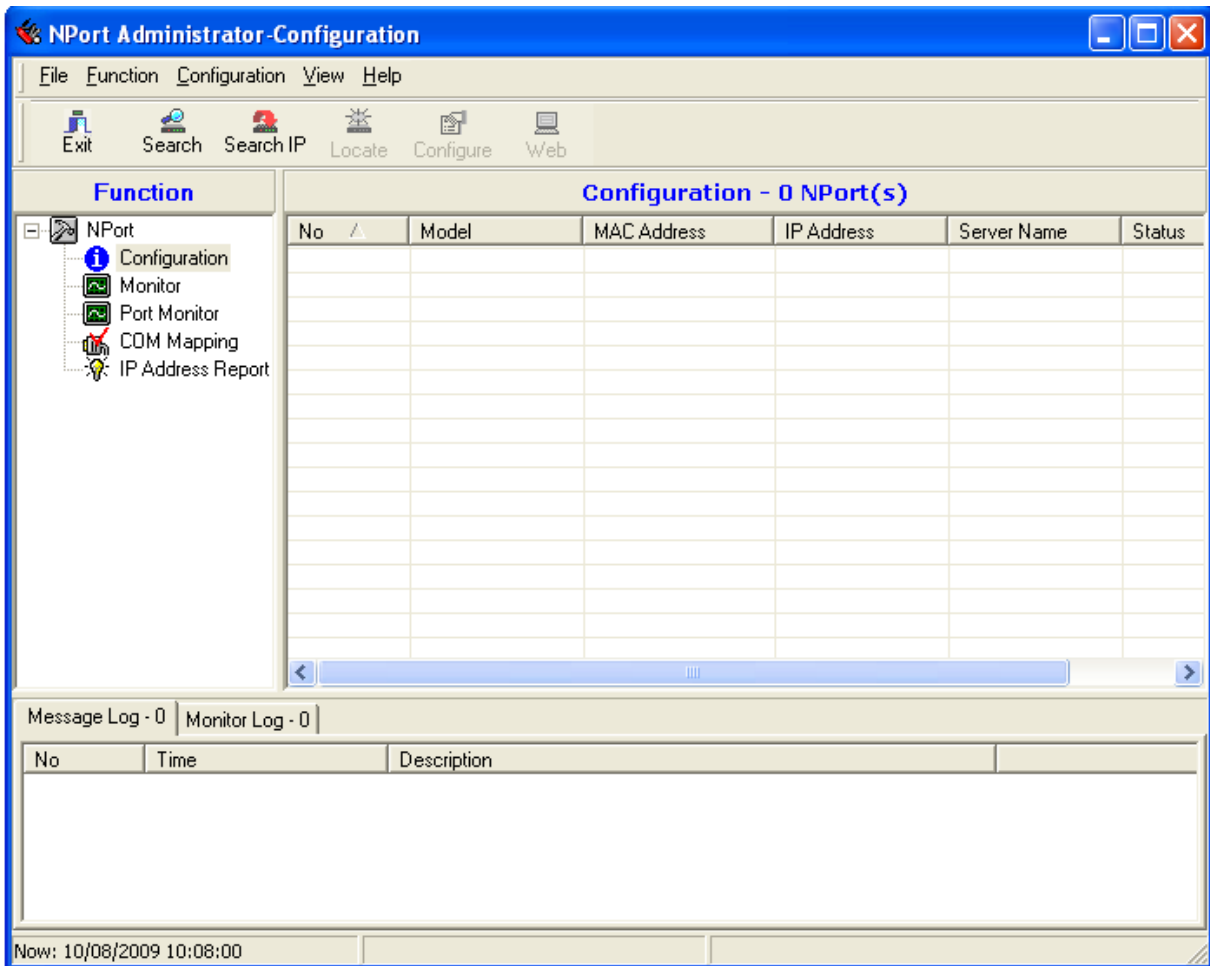 NPort Administrator-Configuration
File Function Configuration View Help
Exit Search Search IP Locate Configure Web
Function
Configuration - 0 NPort(s)
NPort
Configuration
Monitor
Port Monitor
COM Mapping
IP Address Report
No Model MAC Address IP Address Server Name Status
Message Log - 0 Monitor Log - 0
No Time Description
Now: 10/08/2009 10:08:00